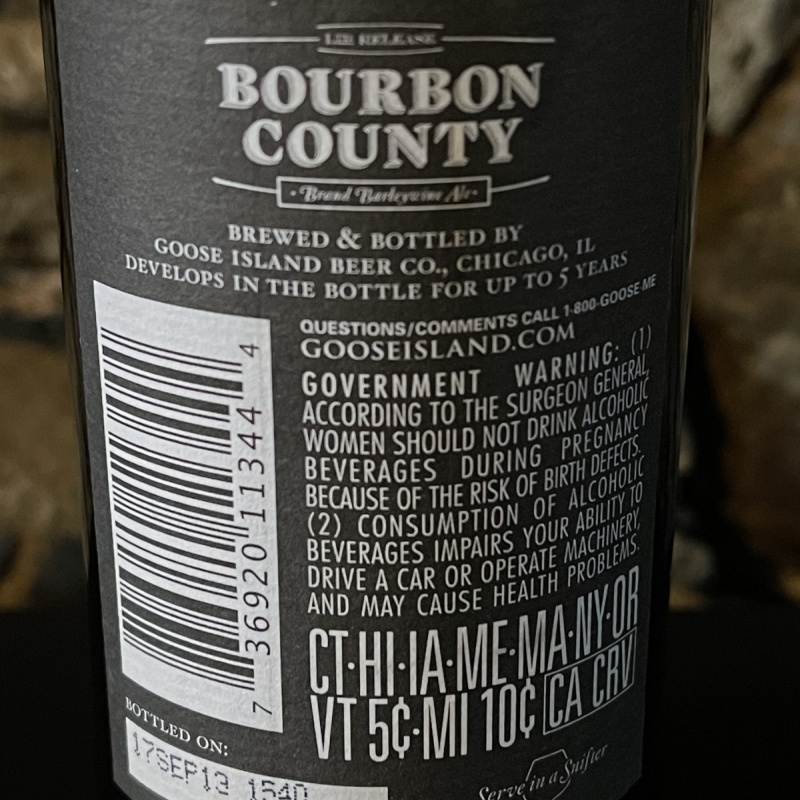 LTD RELEASE
BOURBON
COUNTY
• Brand Barleywine Ale •
BREWED & BOTTLED BY
GOOSE ISLAND BEER CO., CHICAGO, IL
DEVELOPS IN THE BOTTLE FOR UP TO 5 YEARS
QUESTIONS/COMMENTS CALL 1-800-GOOSE-ME
GOOSEISLAND.COM
GOVERNMENT WARNING: (1)
ACCORDING TO THE SURGEON GENERAL,
WOMEN SHOULD NOT DRINK ALCOHOLIC
BEVERAGES DURING PREGNANCY
BECAUSE OF THE RISK OF BIRTH DEFECTS.
(2) CONSUMPTION OF ALCOHOLIC
BEVERAGES IMPAIRS YOUR ABILITY TO
DRIVE A CAR OR OPERATE MACHINERY,
AND MAY CAUSE HEALTH PROBLEMS.
CT·HI·IA·ME·MA·NY·OR
VT 5¢·MI 10¢ CA CRV
7 36920 11344 4
BOTTLED ON:
17SEP13 1540
Serve in a Snifter